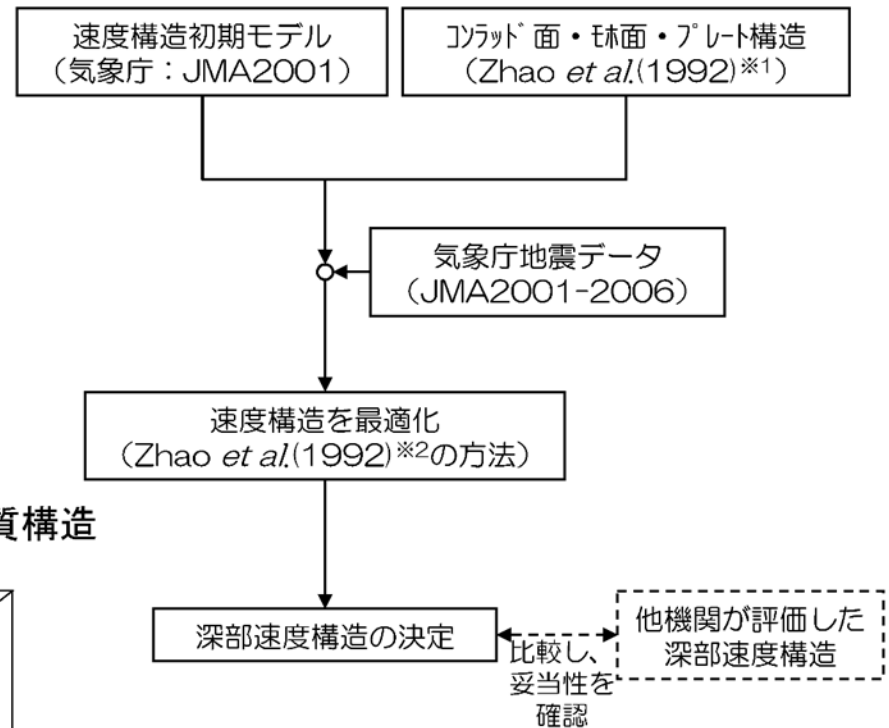 速度構造初期モデル
（気象庁：JMA2001）
ｺﾝﾗｯﾄﾞ面・ﾓﾎ面・ﾌﾟﾚｰﾄ構造
（Zhao et al.(1992)※1）
気象庁地震データ
（JMA2001-2006）
速度構造を最適化
（Zhao et al.(1992)※2の方法）
質構造
深部速度構造の決定
比較し、
妥当性を
確認
他機関が評価した
深部速度構造